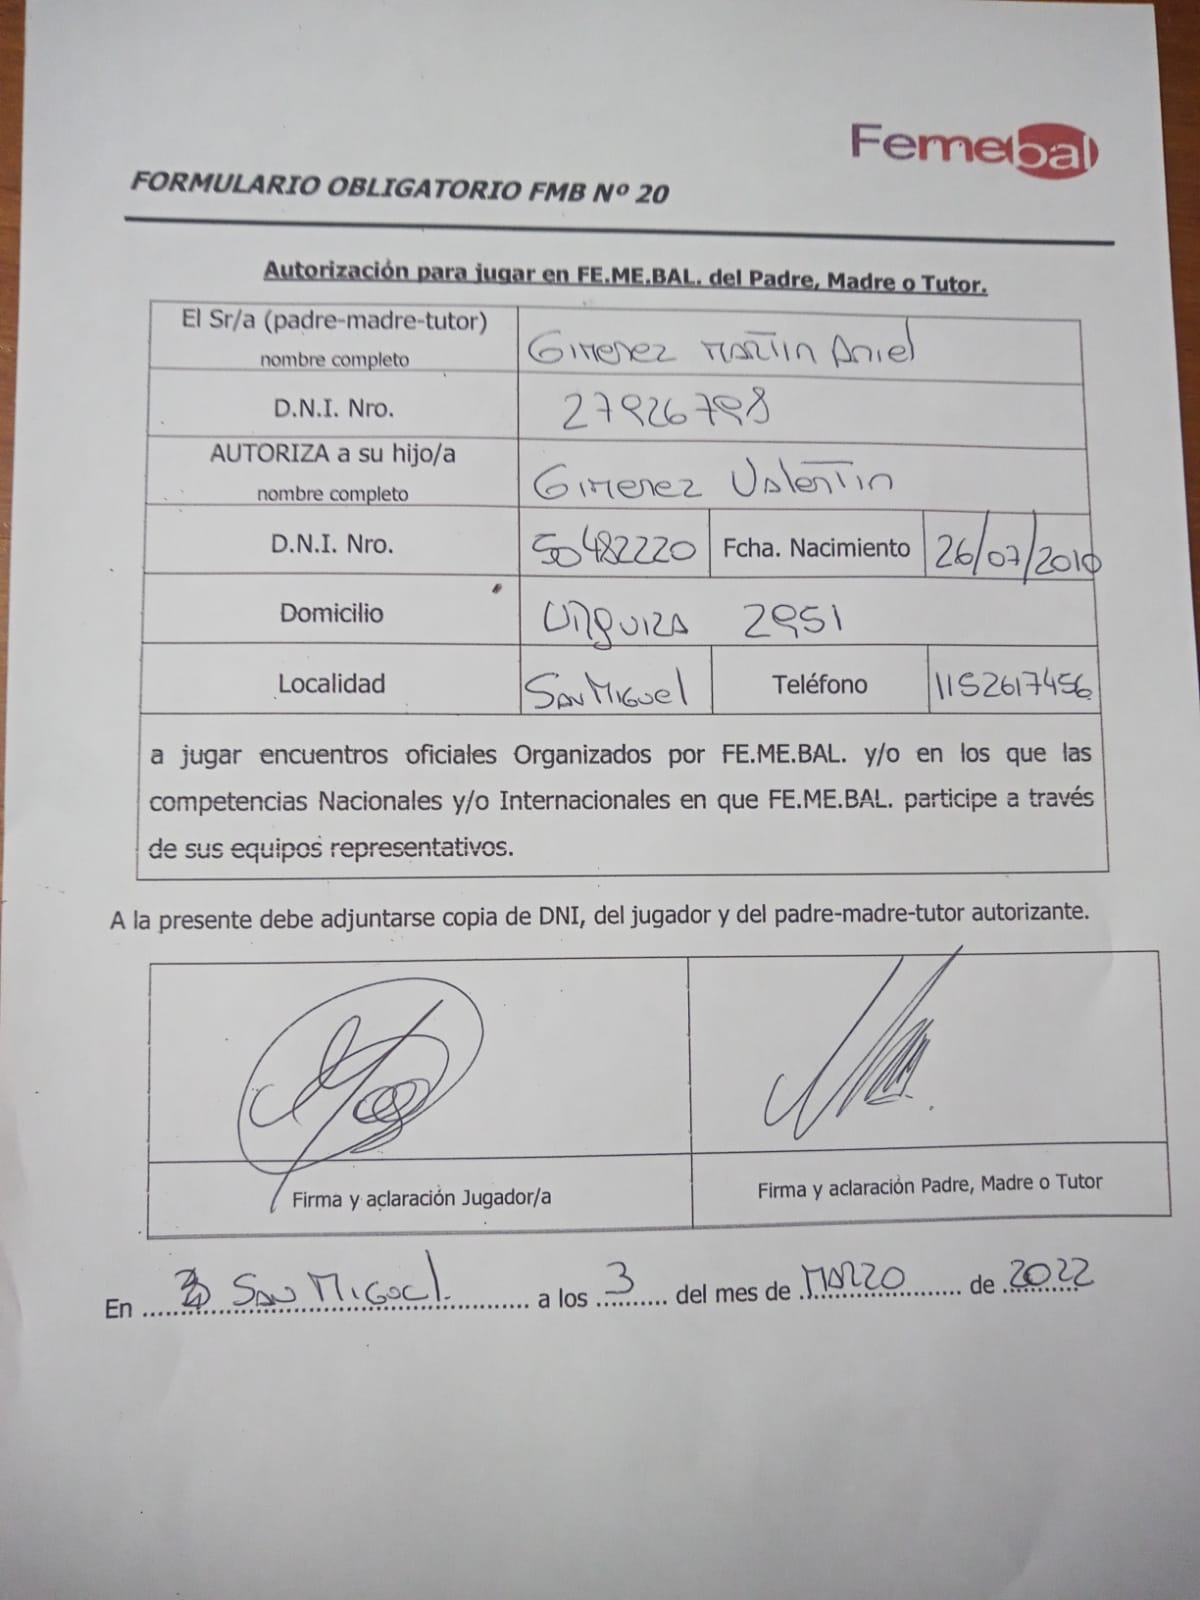 Femebal
FORMULARIO OBLIGATORIO FMB Nº 20
Autorización para jugar en FE.ME.BAL. del Padre, Madre o Tutor.
El Sr/a (padre-madre-tutor)
nombre completo
Gimenez Martin Aniel
D.N.I. Nro.
27926798
AUTORIZA a su hijo/a
nombre completo
Gimenez Valentin
D.N.I. Nro. 50482220 Fcha. Nacimiento 26/07/2010
Domicilio Urquiza 2951
Localidad San Miguel Teléfono 1152617456
a jugar encuentros oficiales Organizados por FE.ME.BAL. y/o en los que las
competencias Nacionales y/o Internacionales en que FE.ME.BAL. participe a través
de sus equipos representativos.
A la presente debe adjuntarse copia de DNI, del jugador y del padre-madre-tutor autorizante.
Firma y aclaración Jugador/a
Firma y aclaración Padre, Madre o Tutor
En San Miguel a los 3 del mes de Marzo de 2022